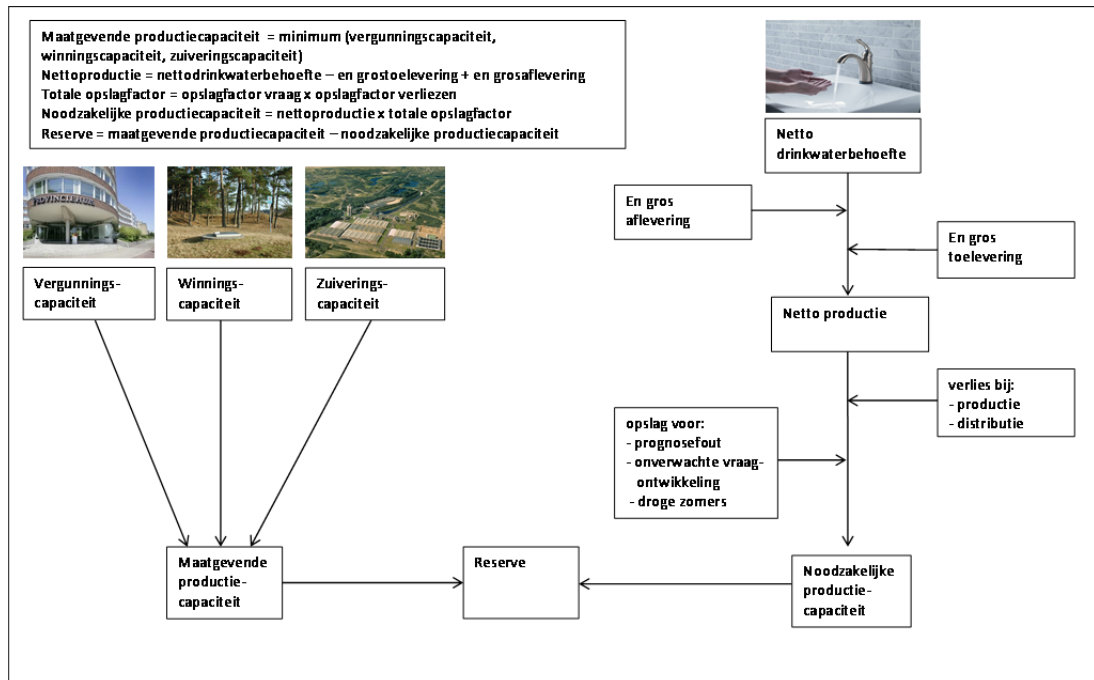 Maatgevende productiecapaciteit = minimum (vergunningscapaciteit,
winningscapaciteit, zuiveringscapaciteit)
Nettoproductie = nettodrinkwaterbehoefte – en grostoelevering + en grosaflevering
Totale opslagfactor = opslagfactor vraag x opslagfactor verliezen
Noodzakelijke productiecapaciteit = nettoproductie x totale opslagfactor
Reserve = maatgevende productiecapaciteit – noodzakelijke productiecapaciteit
Netto
drinkwaterbehoefte
PROVINCIEHUIS
En gros
aflevering
En gros
toelevering
Vergunnings-
capaciteit
Winnings-
capaciteit
Zuiverings-
capaciteit
Netto productie
verlies bij:
- productie
- distributie
opslag voor:
- prognosefout
- onverwachte vraag-
ontwikkeling
- droge zomers
Maatgevende
productie-
capaciteit
Reserve
Noodzakelijke
productie-
capaciteit